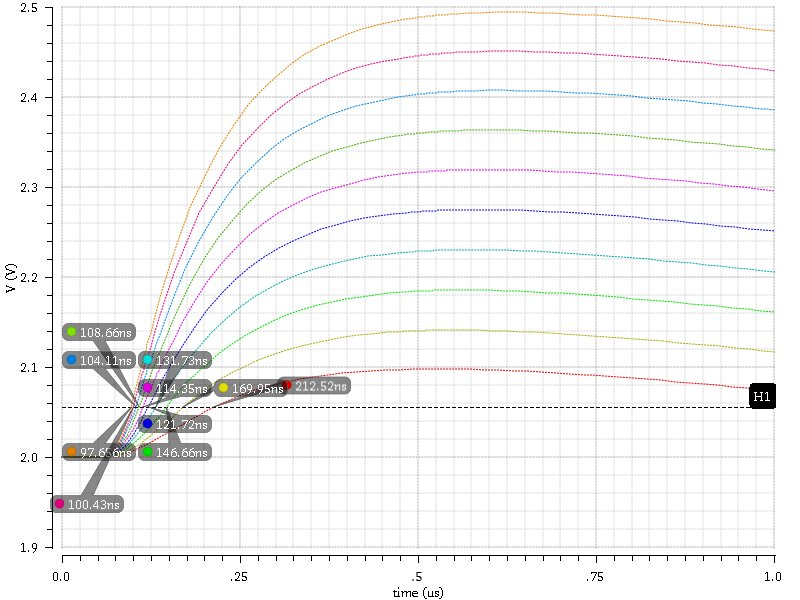 2.5
2.4
2.3
2.2
2.1
2.0
1.9
V (V)
108.66ns
104.11ns
131.73ns
114.35ns
169.95ns
212.52ns
H1
121.72ns
97.656ns
146.66ns
100.43ns
0.0
.25
.5
.75
1.0
time (us)